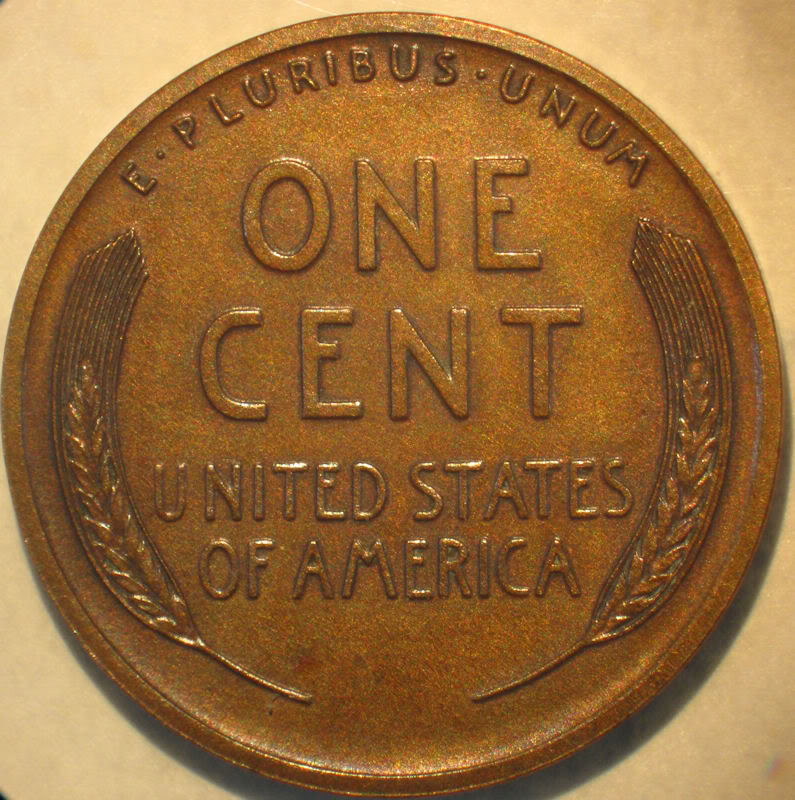 E · PLURIBUS · UNUM
ONE
CENT
UNITED STATES
OF AMERICA